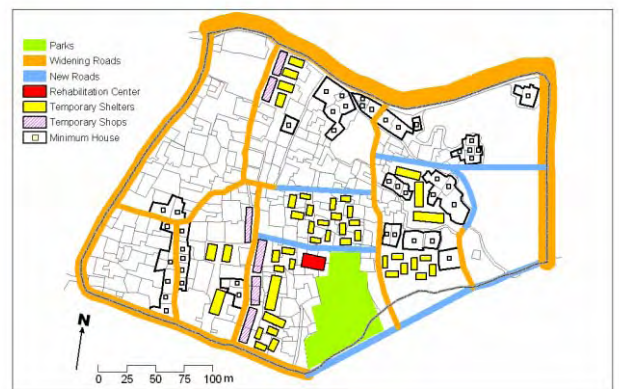 Parks
Widening Roads
New Roads
Rehabilitation Center
Temporary Shelters
Temporary Shops
Minimum House
N
0 25 50 75 100 m